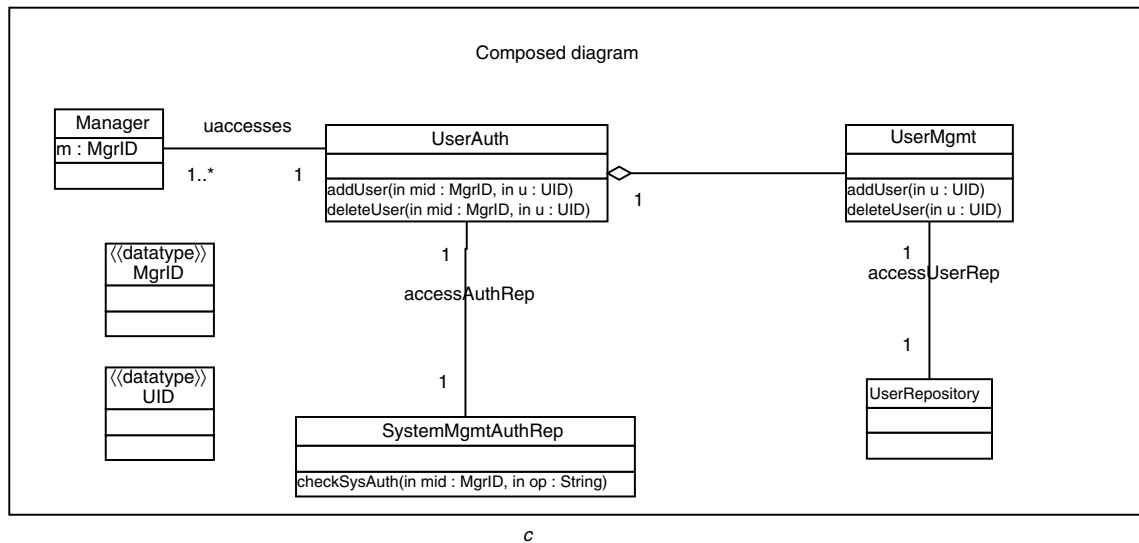 Composed diagram
Manager
m : MgrID
uaccesses
1..*
1
UserAuth
addUser(in mid : MgrID, in u : UID)
deleteUser(in mid : MgrID, in u : UID)
1
UserMgmt
addUser(in u : UID)
deleteUser(in u : UID)
⟨⟨datatype⟩⟩
MgrID
1
accessAuthRep
1
1
accessUserRep
1
⟨⟨datatype⟩⟩
UID
SystemMgmtAuthRep
checkSysAuth(in mid : MgrID, in op : String)
UserRepository
c